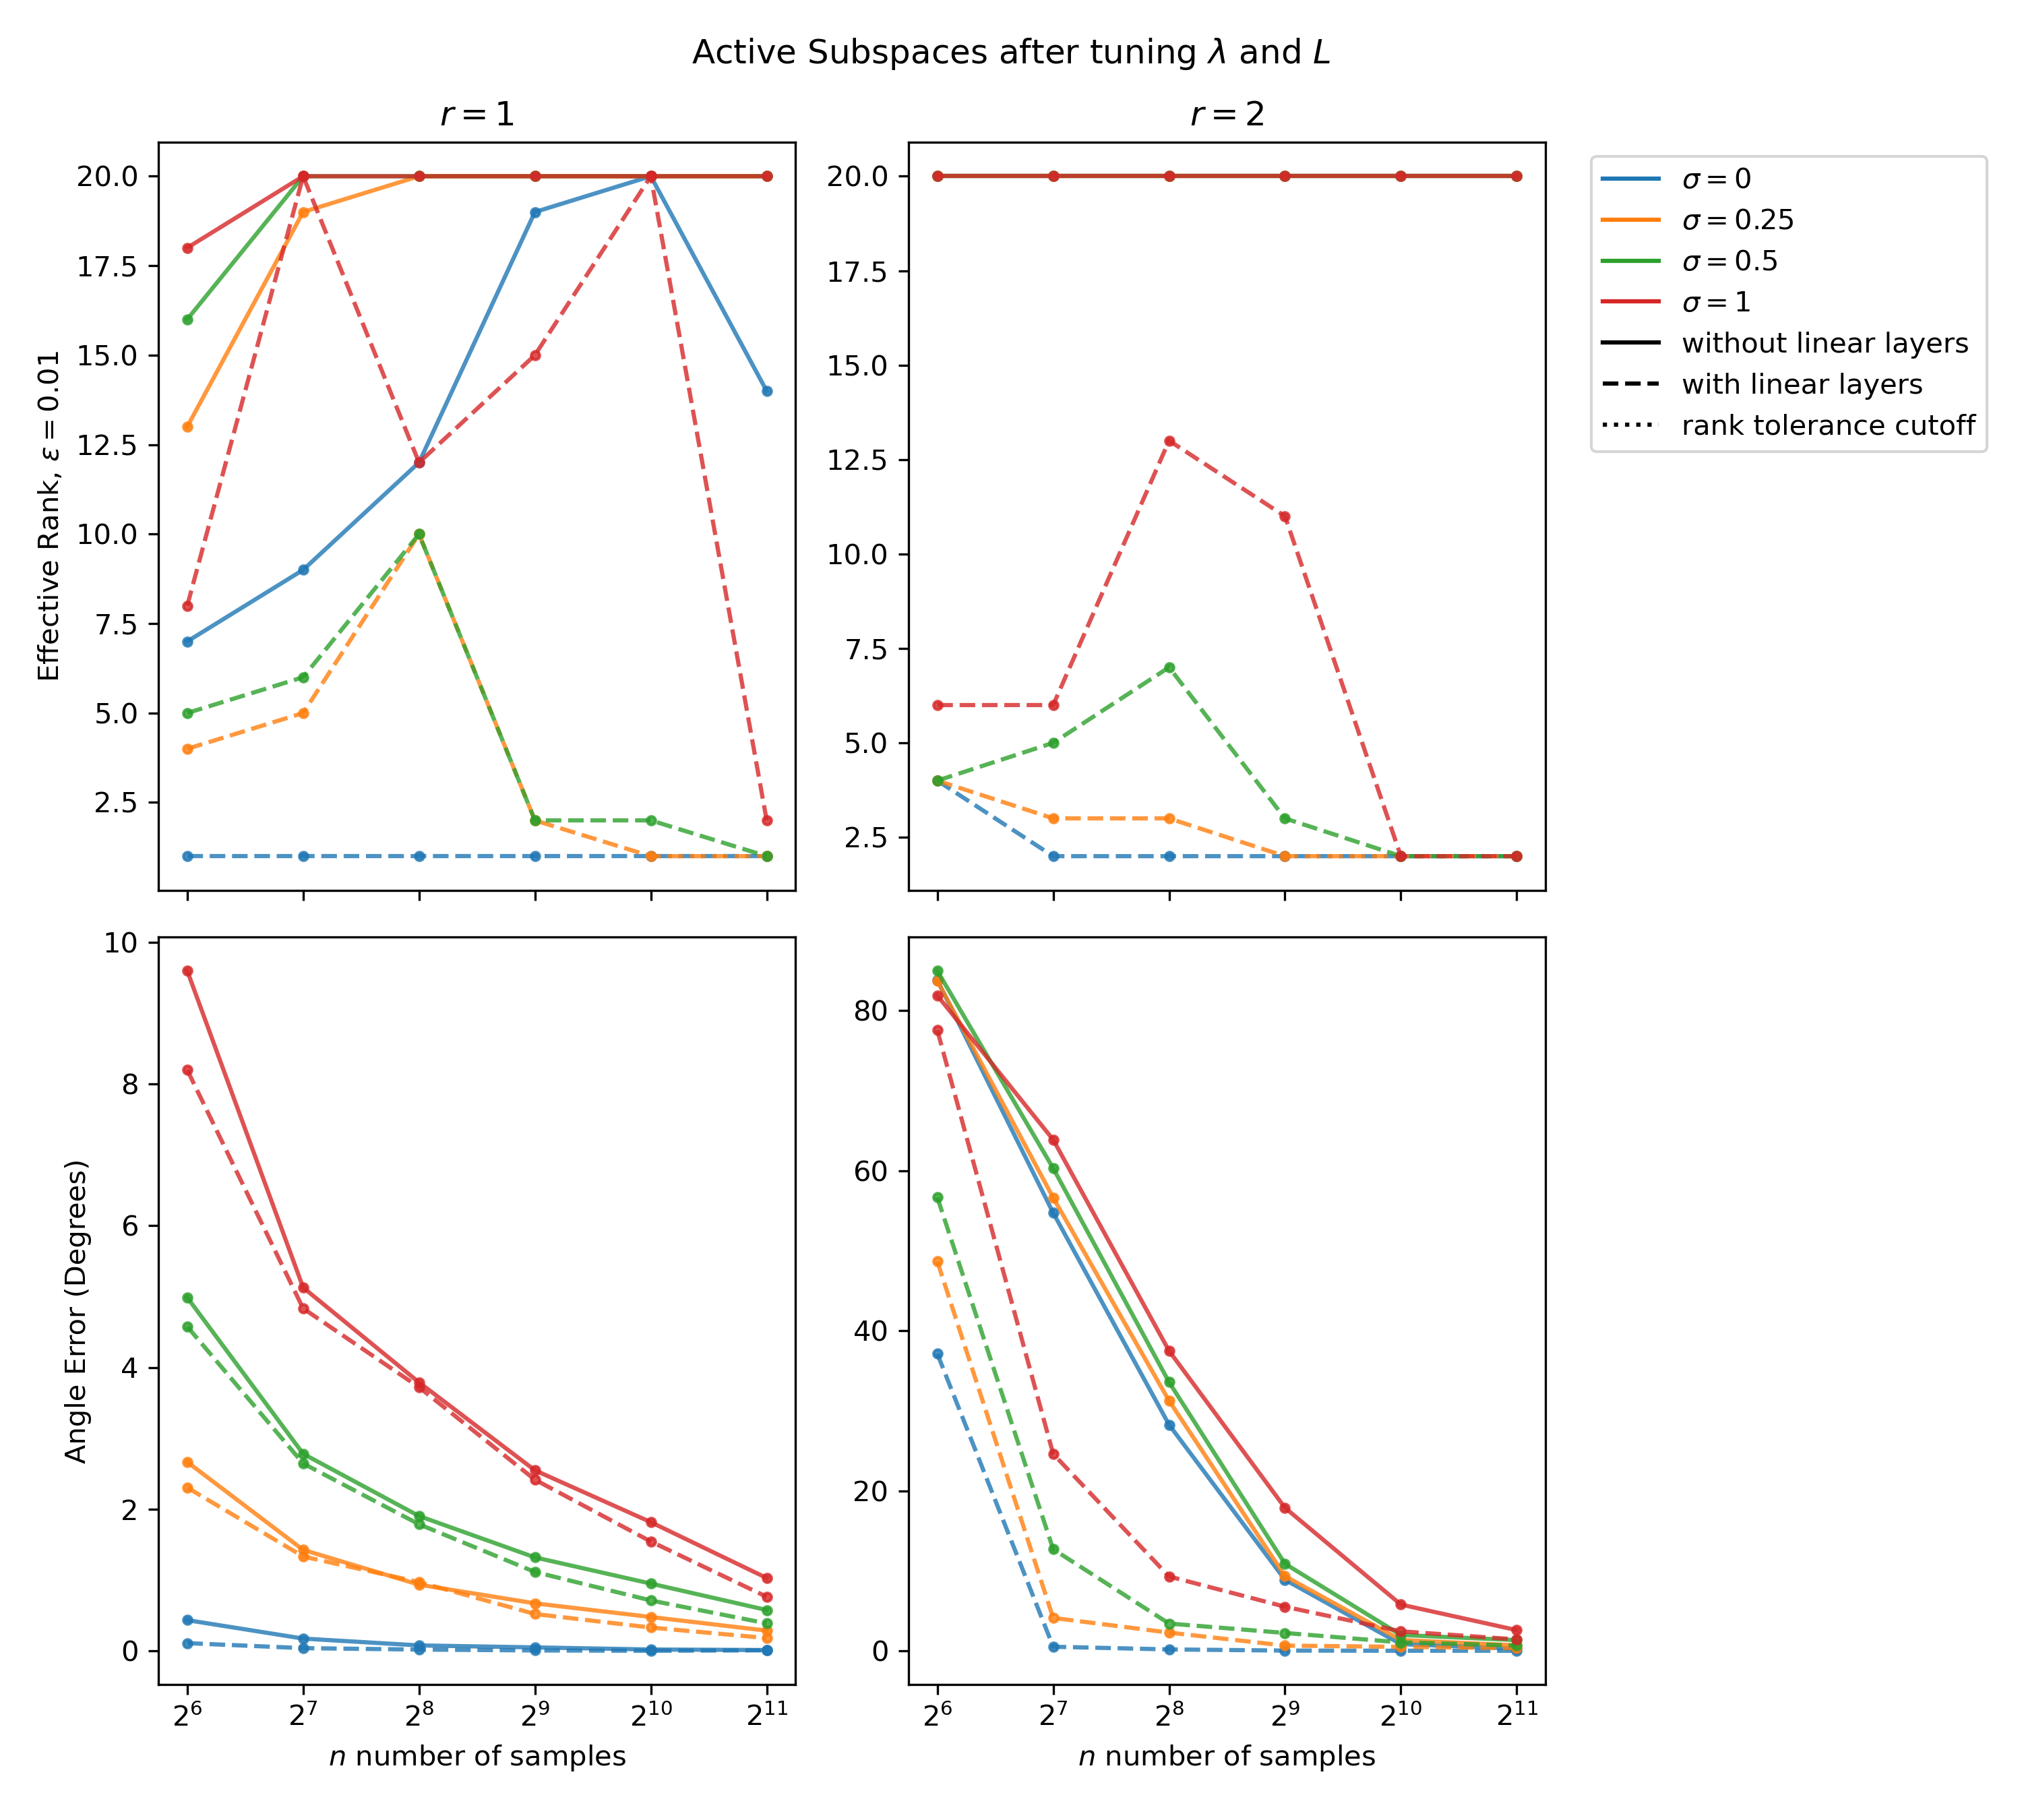 Active Subspaces after tuning λ and L
r = 1
r = 2
Effective Rank, ε = 0.01
20.0
17.5
15.0
12.5
10.0
7.5
5.0
2.5
20.0
17.5
15.0
12.5
10.0
7.5
5.0
2.5
σ = 0
σ = 0.25
σ = 0.5
σ = 1
without linear layers
with linear layers
rank tolerance cutoff
Angle Error (Degrees)
10
8
6
4
2
0
80
60
40
20
0
2⁶ 2⁷ 2⁸ 2⁹ 2¹⁰ 2¹¹
2⁶ 2⁷ 2⁸ 2⁹ 2¹⁰ 2¹¹
n number of samples
n number of samples